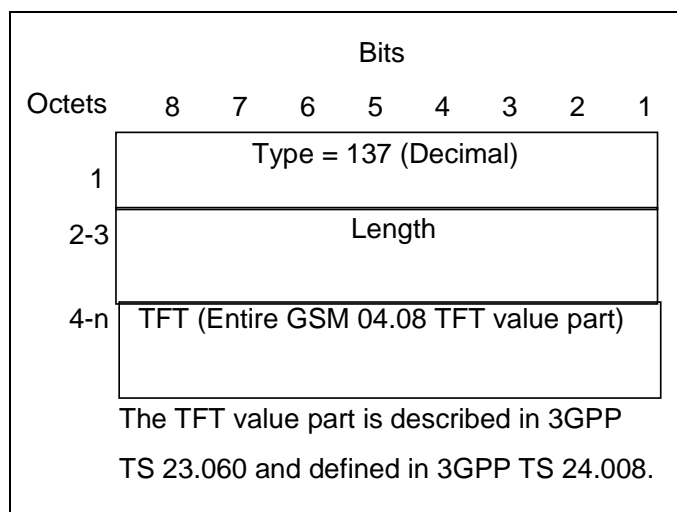 Bits
Octets 8 7 6 5 4 3 2 1
Type = 137 (Decimal)
1
2-3 Length
4-n TFT (Entire GSM 04.08 TFT value part)
The TFT value part is described in 3GPP
TS 23.060 and defined in 3GPP TS 24.008.